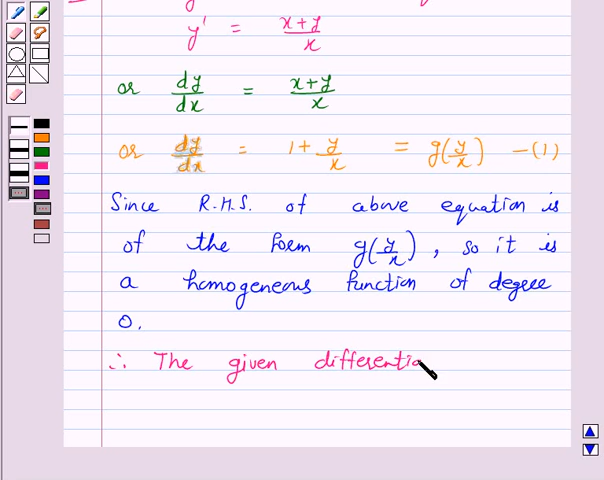 y' = x+y/x
or dy/dx = x+y/x
or dy/dx = 1+y/x = g(y/x) -(1)
Since R.H.S. of above equation is
of the form g(y/x), so it is
a homogeneous function of degree
0.
∴ The given differentia